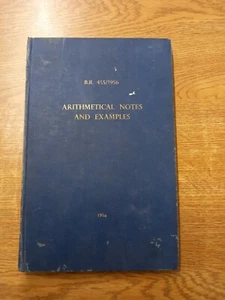 B.R. 455/1956
ARITHMETICAL NOTES
AND EXAMPLES
1956